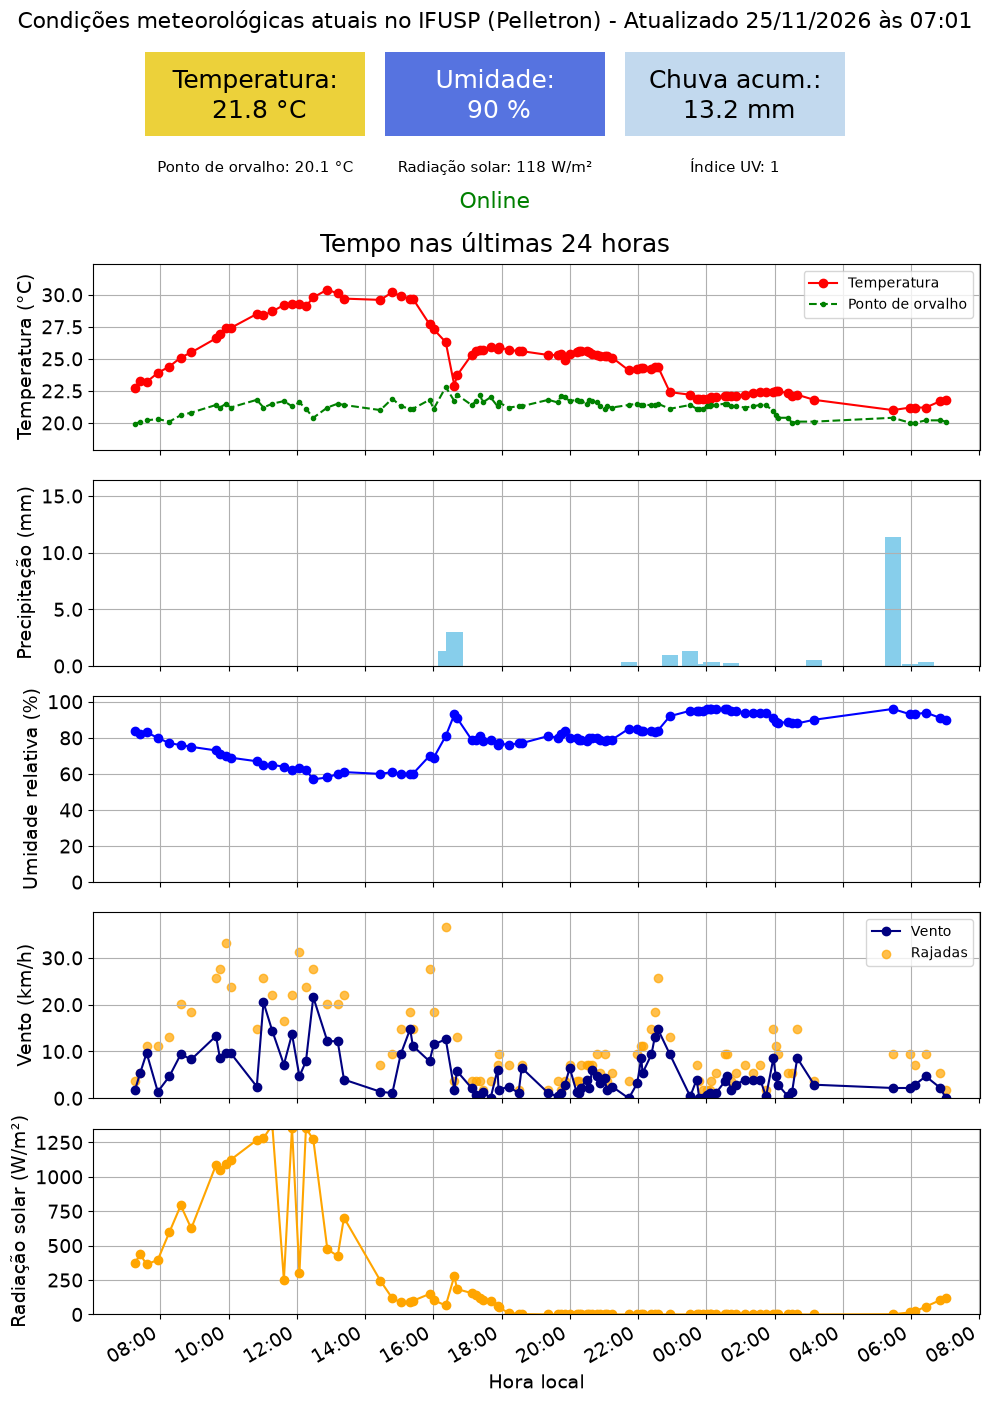 Condições meteorológicas atuais no IFUSP (Pelletron) - Atualizado 25/11/2026 às 07:01
Temperatura:
21.8 °C
Umidade:
90 %
Chuva acum.:
13.2 mm
Ponto de orvalho: 20.1 °C
Radiação solar: 118 W/m²
Índice UV: 1
Online
Tempo nas últimas 24 horas
Temperatura (°C)
30.0
27.5
25.0
22.5
20.0
Temperatura
Ponto de orvalho
Precipitação (mm)
15.0
10.0
5.0
0.0
Umidade relativa (%)
100
80
60
40
20
0
Vento (km/h)
30.0
20.0
10.0
0.0
Vento
Rajadas
Radiação solar (W/m²)
1250
1000
750
500
250
0
08:00
10:00
12:00
14:00
16:00
18:00
20:00
22:00
00:00
02:00
04:00
06:00
08:00
Hora local